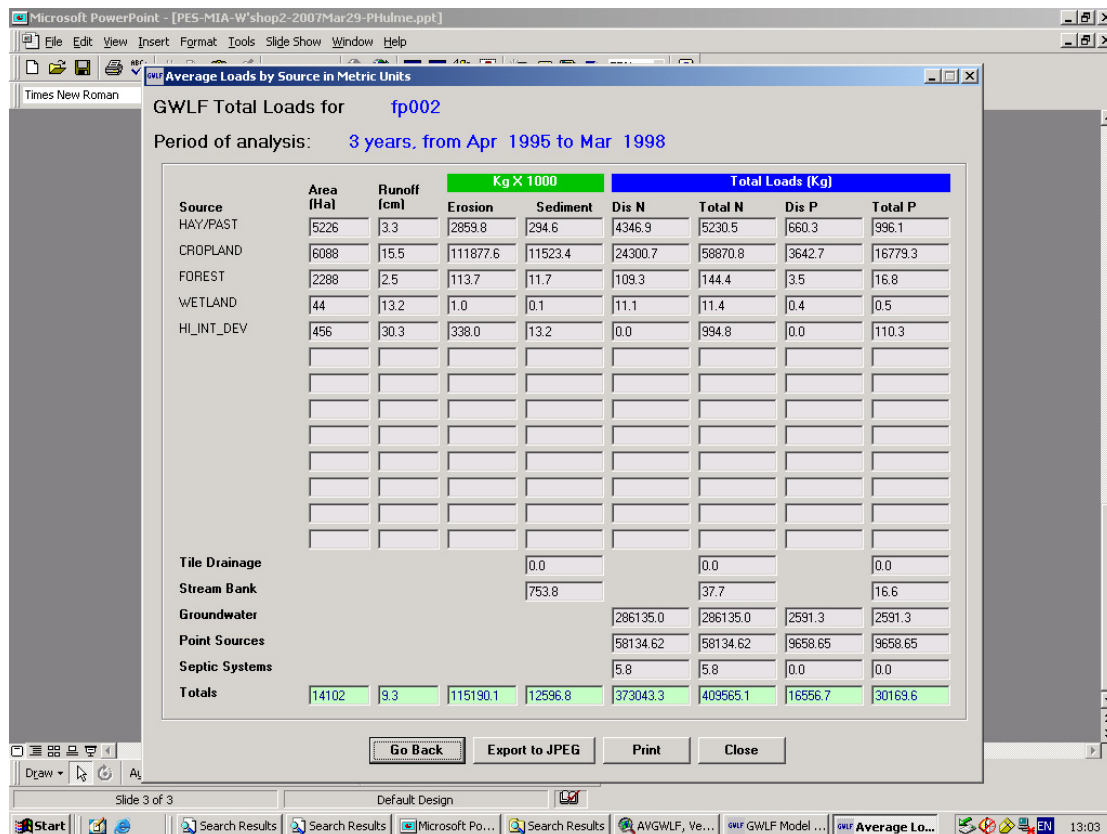 Microsoft PowerPoint - [PES-MIA-W'shop2-2007Mar29-PHulme.ppt]
File Edit View Insert Format Tools Slide Show Window Help
Times New Roman
GWLF Average Loads by Source in Metric Units
GWLF Total Loads for fp002
Period of analysis: 3 years, from Apr 1995 to Mar 1998
Kg X 1000 Total Loads (Kg)
Source Area (Ha) Runoff (cm) Erosion Sediment Dis N Total N Dis P Total P
HAY/PAST 5226 3.3 2859.8 294.6 4346.9 5230.5 660.3 996.1
CROPLAND 6088 15.5 111877.6 11523.4 24300.7 58870.8 3642.7 16779.3
FOREST 2288 2.5 113.7 11.7 109.3 144.4 3.5 16.8
WETLAND 44 13.2 1.0 0.1 11.1 11.4 0.4 0.5
HI_INT_DEV 456 30.3 338.0 13.2 0.0 994.8 0.0 110.3
Tile Drainage 0.0 0.0 0.0
Stream Bank 753.8 37.7 16.6
Groundwater 286135.0 286135.0 2591.3 2591.3
Point Sources 58134.62 58134.62 9658.65 9658.65
Septic Systems 5.8 5.8 0.0 0.0
Totals 14102 9.3 115190.1 12596.8 373043.3 409565.1 16556.7 30169.6
Go Back Export to JPEG Print Close
Draw
Slide 3 of 3 Default Design
Start Search Results Search Results Microsoft Po... Search Results AVGWLF, Ve... GWLF GWLF Model ... GWLF Average Lo... EN 13:03